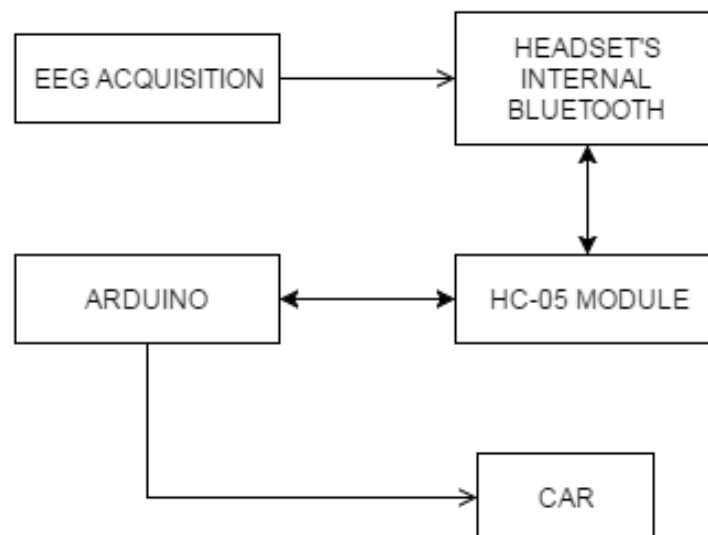 EEG ACQUISITION
HEADSET'S
INTERNAL
BLUETOOTH
ARDUINO
HC-05 MODULE
CAR